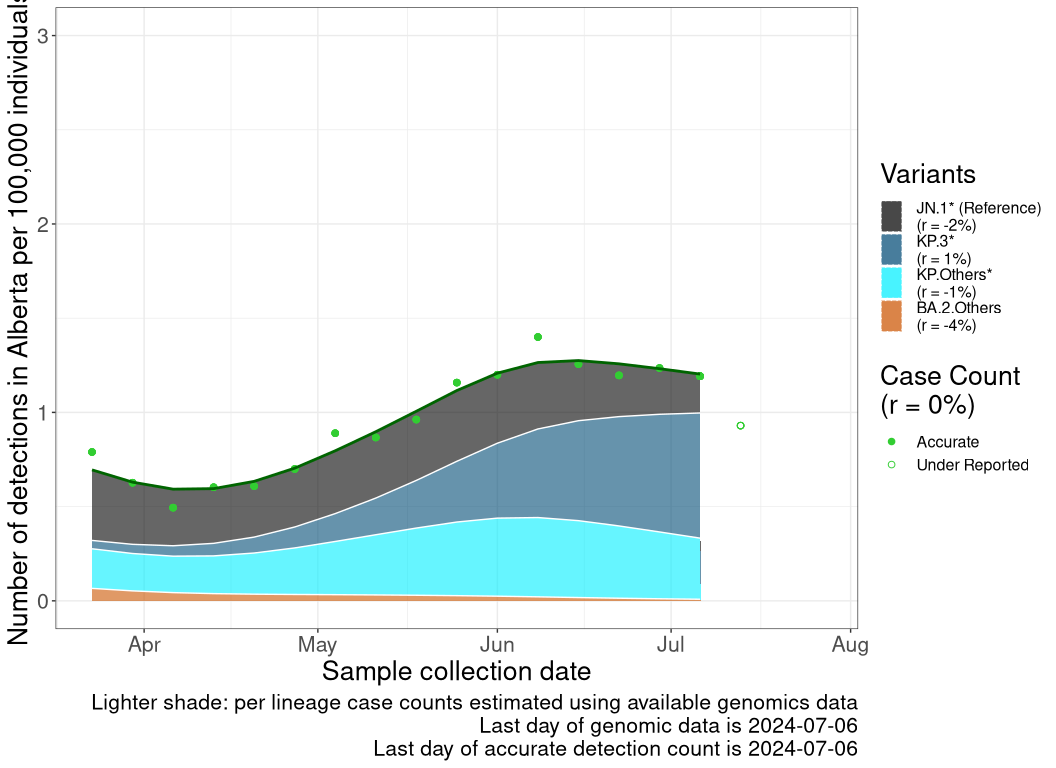 Number of detections in Alberta per 100,000 individuals
3
2
1
0
Apr
May
Jun
Jul
Aug
Sample collection date
Lighter shade: per lineage case counts estimated using available genomics data
Last day of genomic data is 2024-07-06
Last day of accurate detection count is 2024-07-06
Variants
JN.1* (Reference)
(r = -2%)
KP.3*
(r = 1%)
KP.Others*
(r = -1%)
BA.2.Others
(r = -4%)
Case Count
(r = 0%)
Accurate
Under Reported